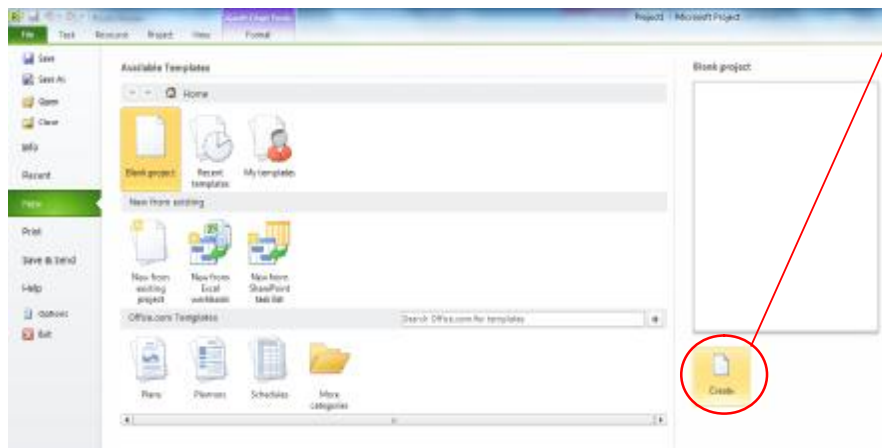 Project1 - Microsoft Project
File Task Resource Project View Format
Save
Save As
Open
Close
Info
Recent
New
Print
Save & Send
Help
Options
Exit
Available Templates
Home
Blank project
Recent templates
My templates
New from existing
New from existing project
New from Excel workbook
New from SharePoint task list
Office.com Templates
Search Office.com for templates
Plans
Planners
Schedules
More categories
Blank project
Create